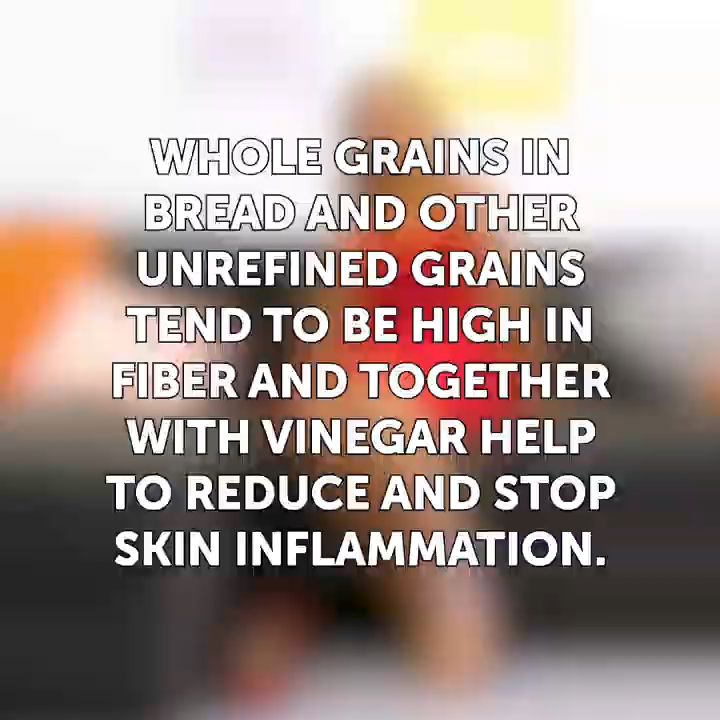 WHOLE GRAINS IN
BREAD AND OTHER
UNREFINED GRAINS
TEND TO BE HIGH IN
FIBER AND TOGETHER
WITH VINEGAR HELP
TO REDUCE AND STOP
SKIN INFLAMMATION.